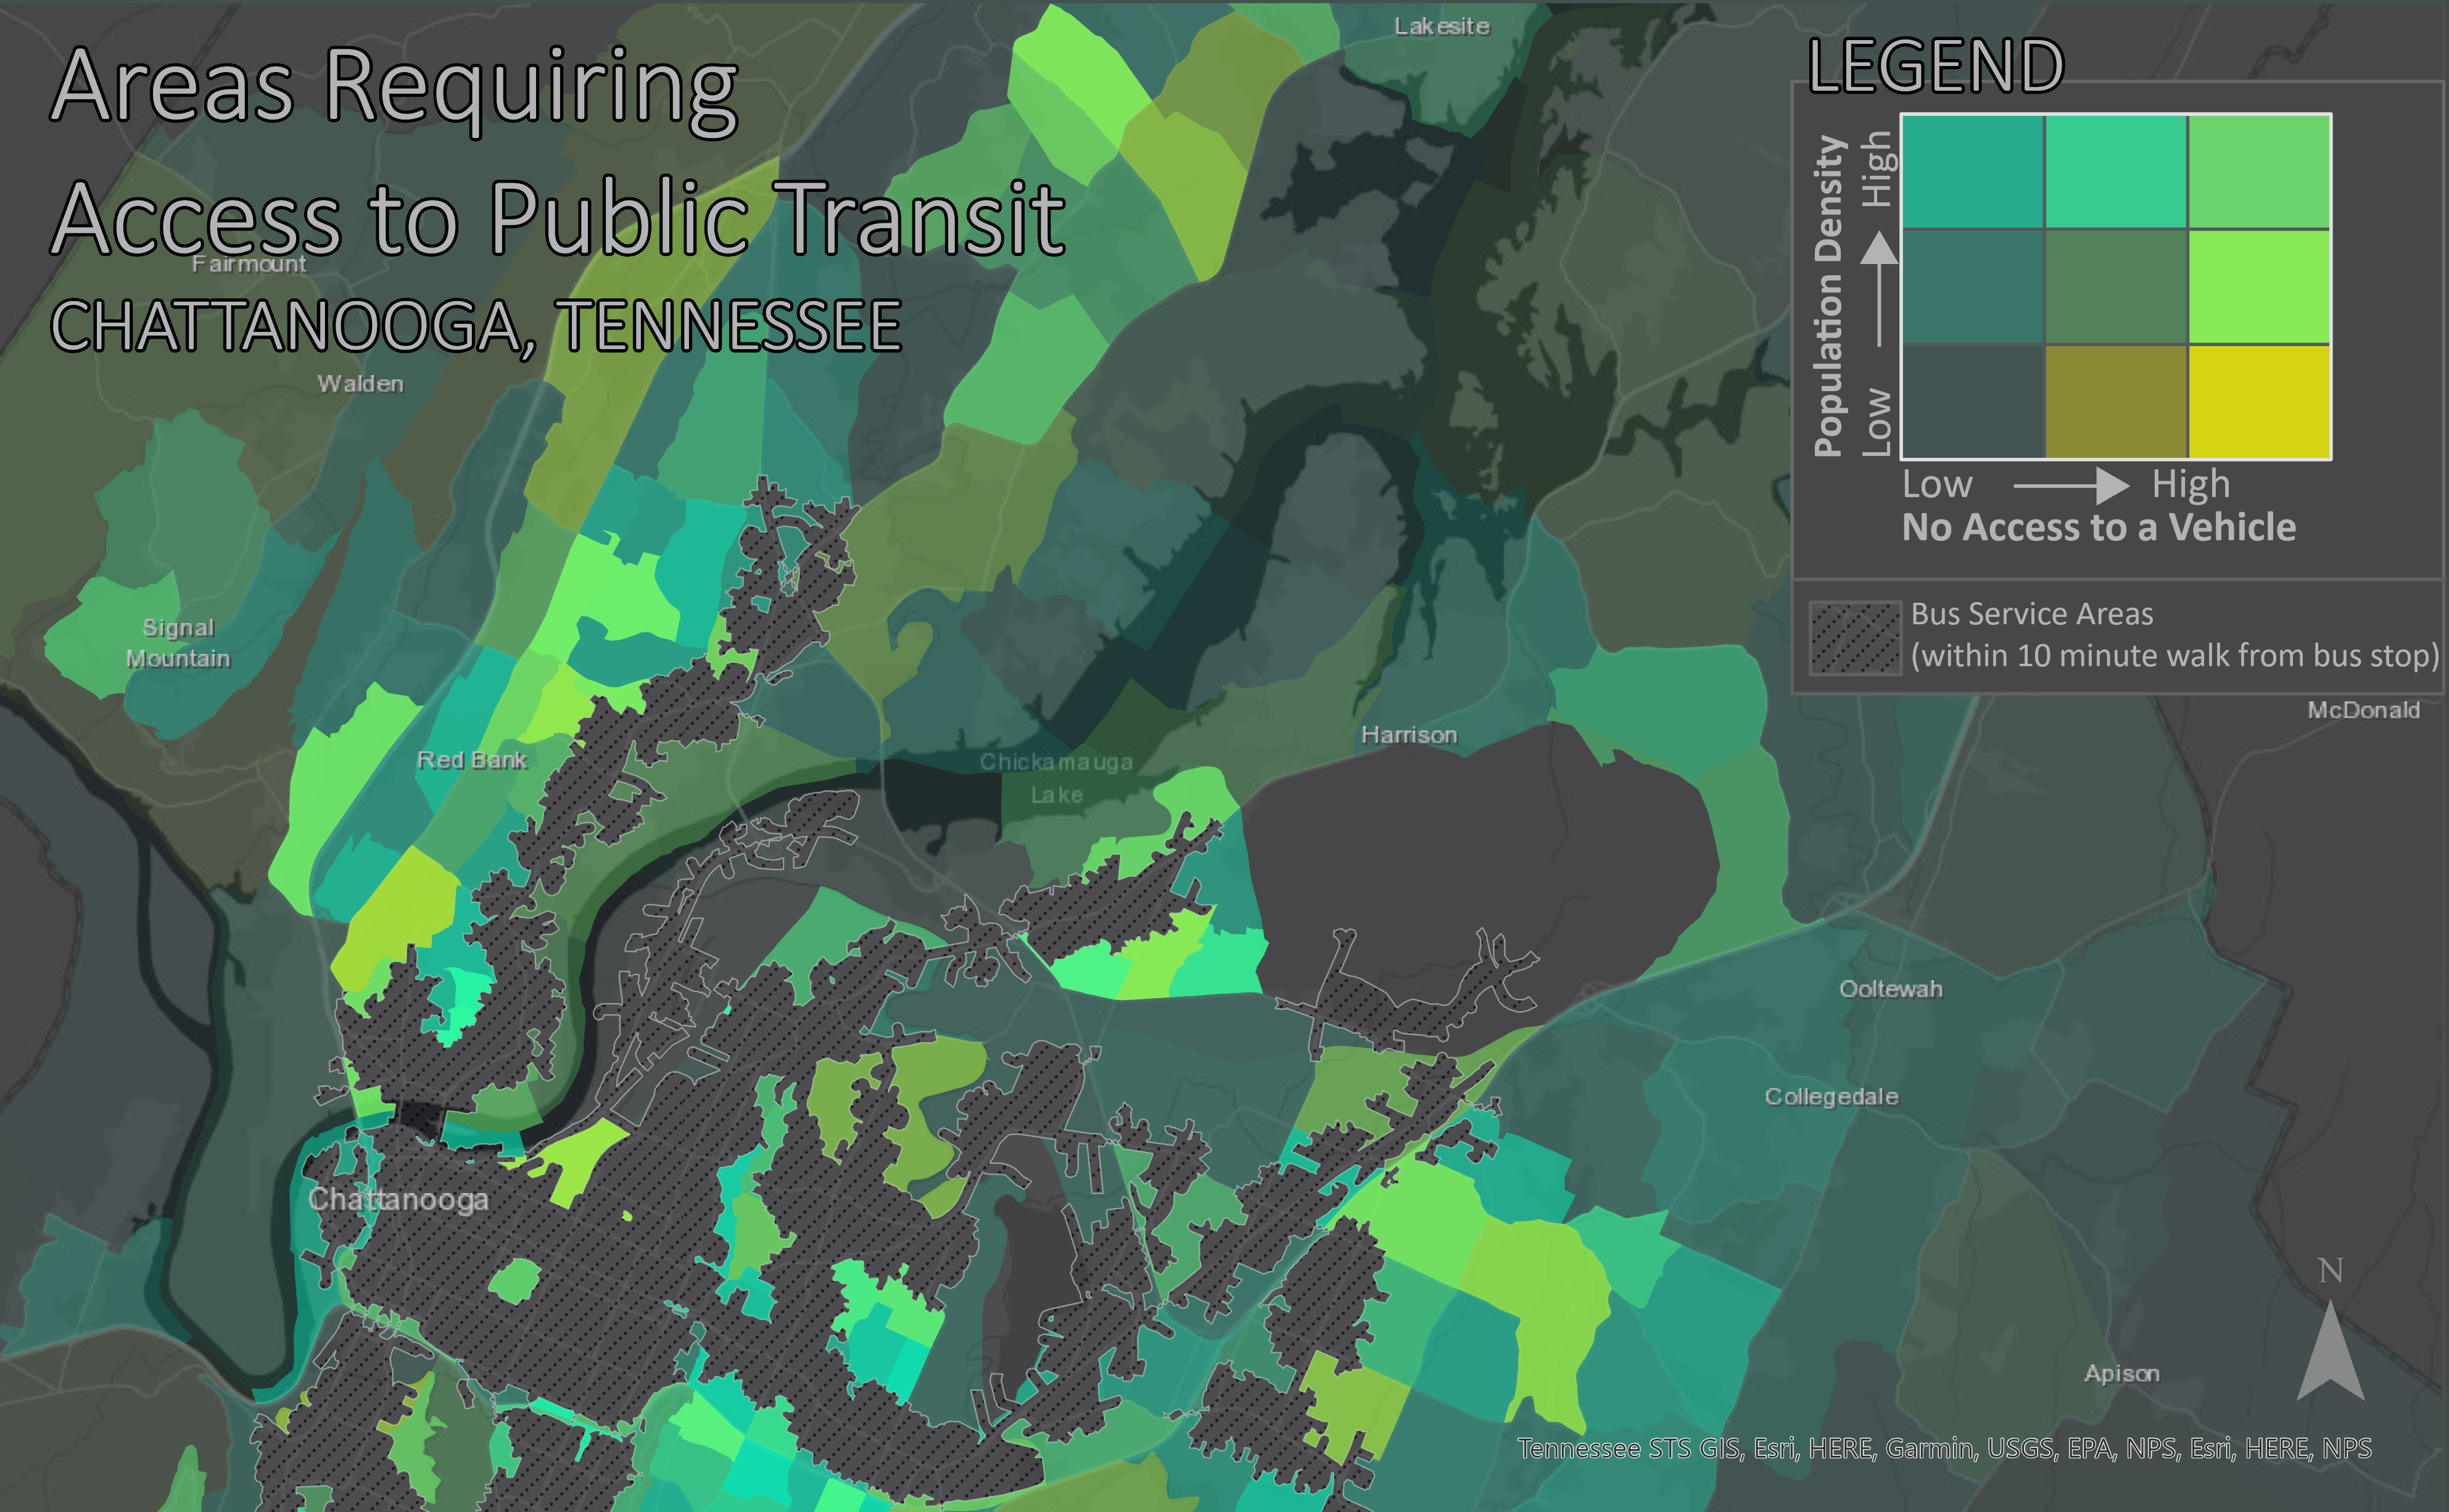 Areas Requiring
Access to Public Transit
CHATTANOOGA, TENNESSEE
Lakesite
Fairmount
Walden
Signal
Mountain
Red Bank
Chickamauga
Lake
Harrison
McDonald
Ooltewah
Collegedale
Chattanooga
Apison
LEGEND
Population Density
High
Low
Low
High
No Access to a Vehicle
Bus Service Areas
(within 10 minute walk from bus stop)
N
Tennessee STS GIS, Esri, HERE, Garmin, USGS, EPA, NPS, Esri, HERE, NPS